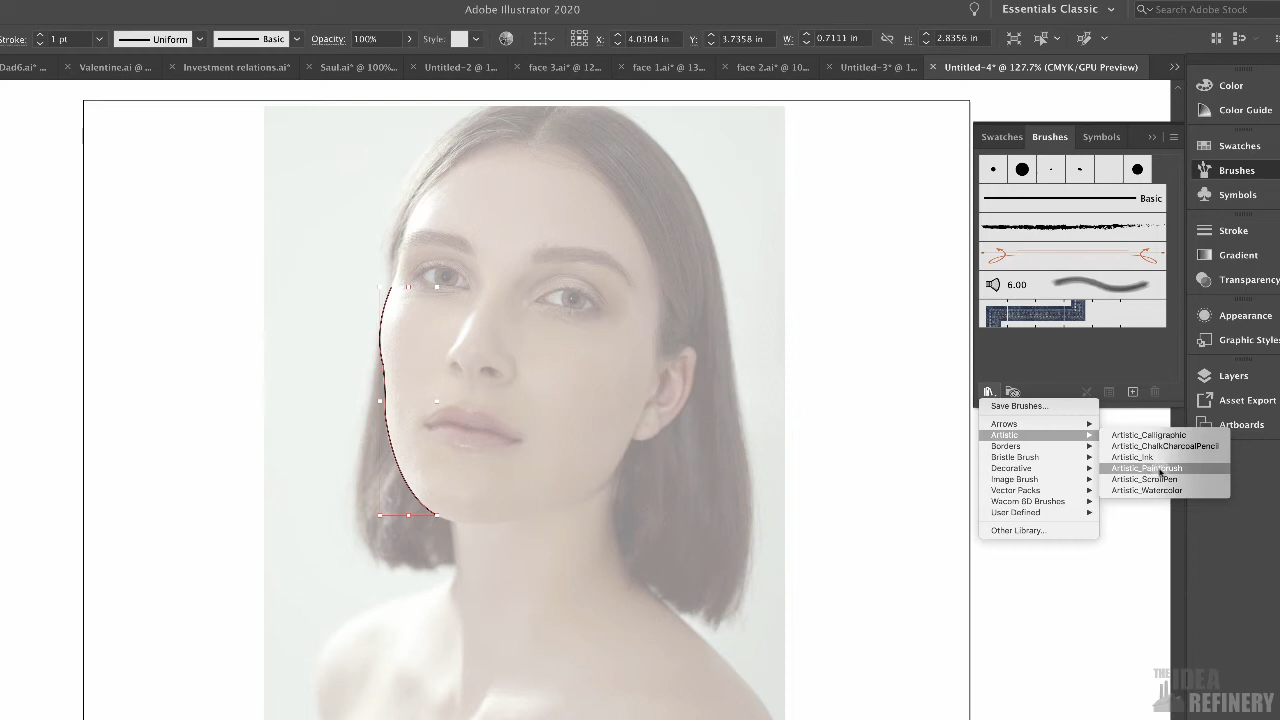 Adobe Illustrator 2020
Essentials Classic
Search Adobe Stock
Stroke: 1 pt Uniform Basic Opacity: 100% Style: X: 4.0304 in Y: 3.7358 in W: 0.7111 in H: 2.8356 in
Dad6.ai* ... × Valentine.ai @ ... × Investment relations.ai* × Saul.ai* @ 100%... × Untitled-2 @ 1... × face 3.ai* @ 12... × face 1.ai* @ 13... × face 2.ai* @ 10... × Untitled-3* @ 1... × Untitled-4* @ 127.7% (CMYK/GPU Preview)
Swatches Brushes Symbols
Basic
6.00
Save Brushes...
Arrows
Artistic
Borders
Bristle Brush
Decorative
Image Brush
Vector Packs
Wacom 6D Brushes
User Defined
Other Library...
Artistic_Calligraphic
Artistic_ChalkCharcoalPencil
Artistic_Ink
Artistic_Paintbrush
Artistic_ScrollPen
Artistic_Watercolor
Color
Color Guide
Swatches
Brushes
Symbols
Stroke
Gradient
Transparency
Appearance
Graphic Styles
Layers
Asset Export
Artboards
THE IDEA
REFINERY